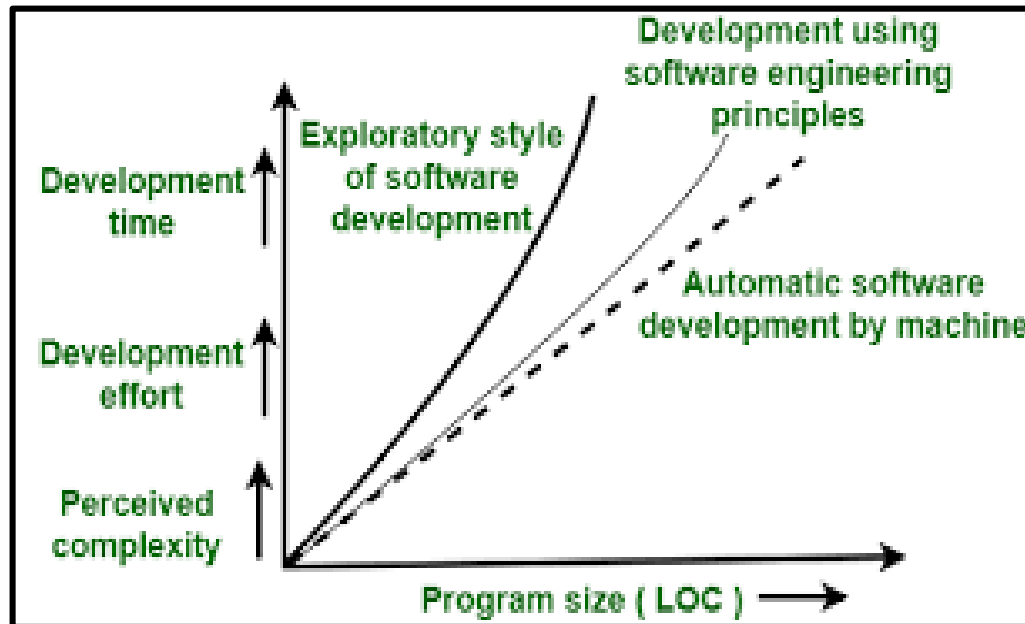 Development using
software engineering
principles
Exploratory style
of software
development
Development
time
Automatic software
development by machine
Development
effort
Perceived
complexity
Program size ( LOC )